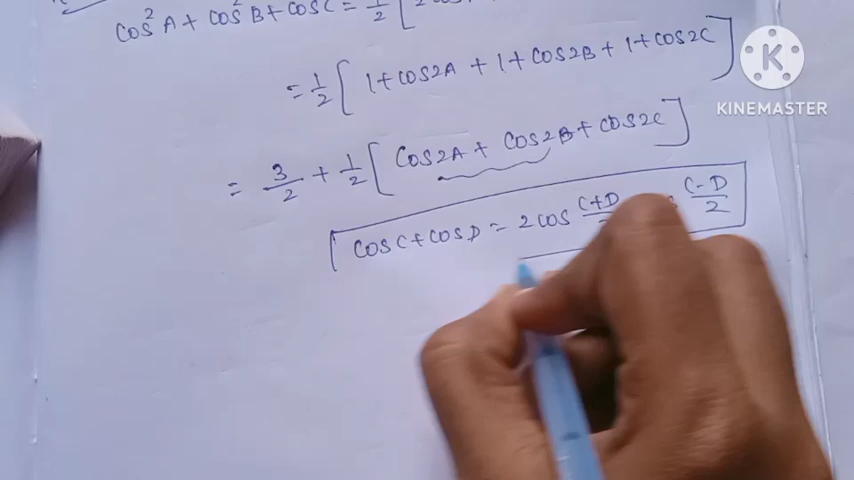 cos²A + cos²B + cosC = 1/2 [
= 1/2 [ 1+cos2A + 1+cos2B + 1+cos2C ]
= 3/2 + 1/2 [ cos2A + cos2B + cos2C ]
cosC + cosD = 2cos (C+D)/ (C-D)/2
KINEMASTER